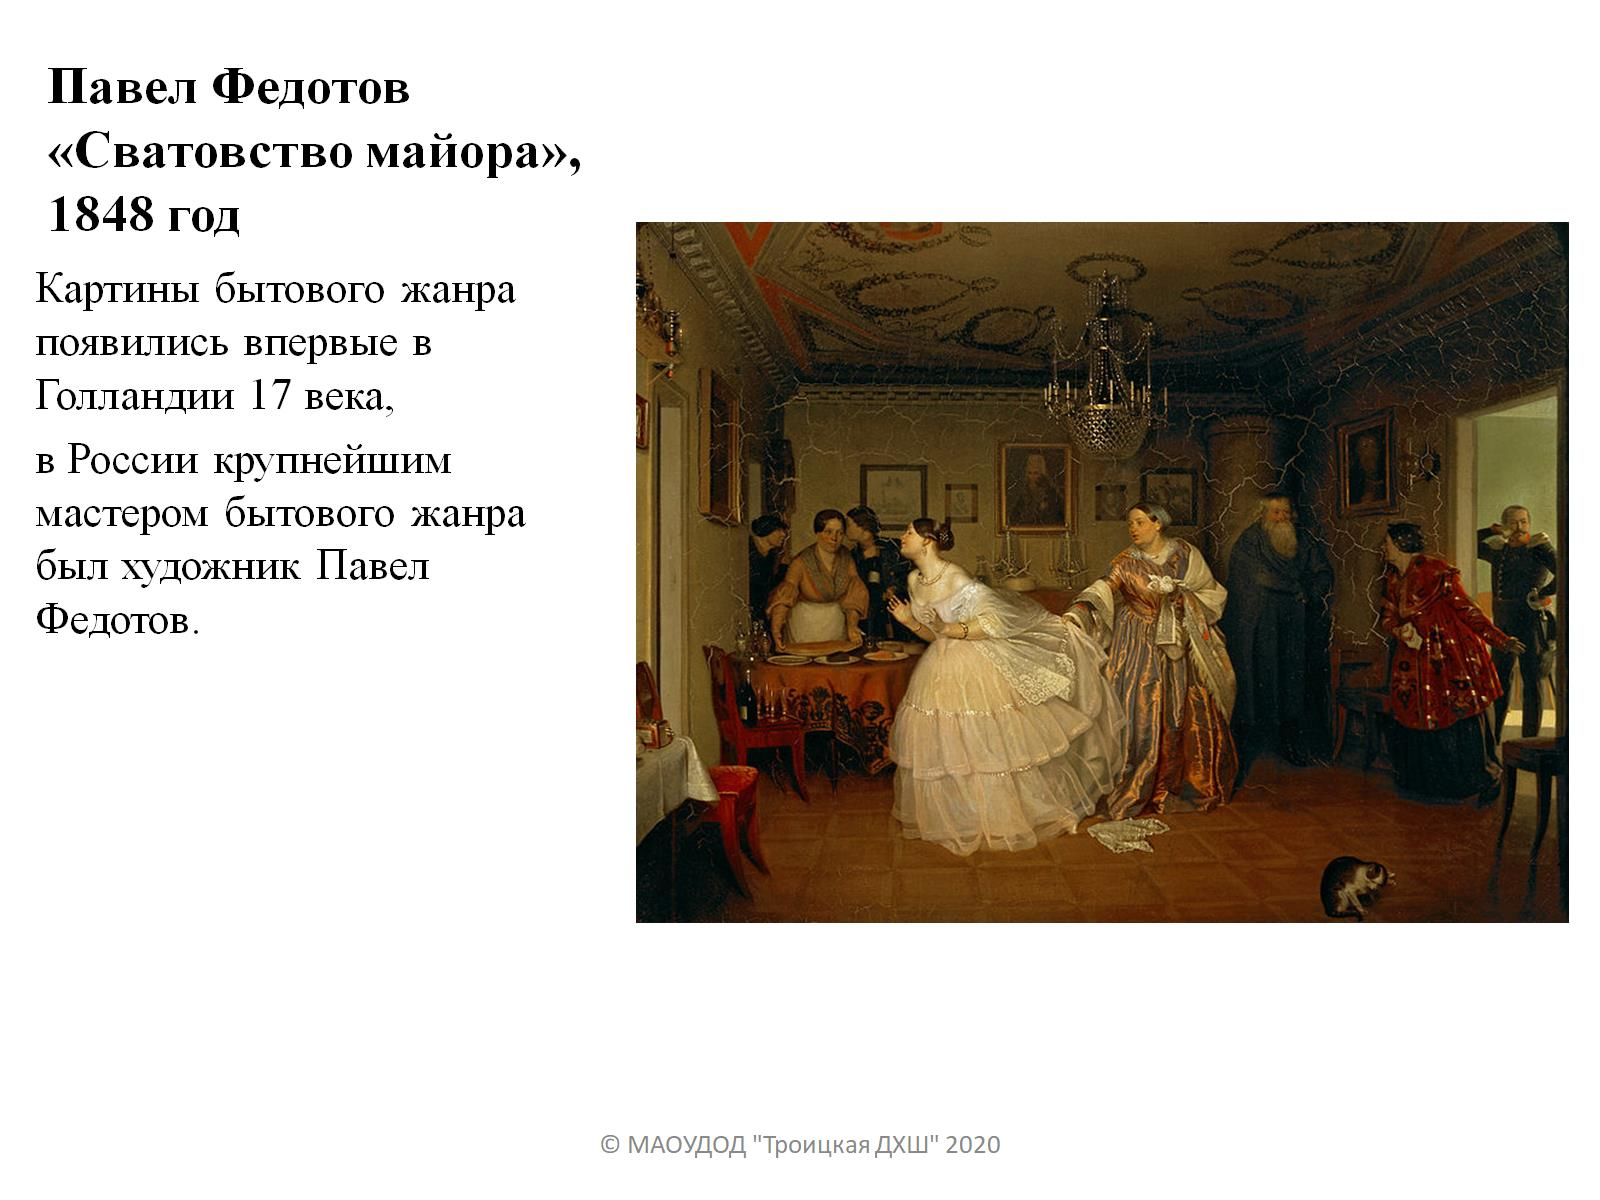 Павел Федотов
«Сватовство майора»,
1848 год
Картины бытового жанра
появились впервые в
Голландии 17 века,
в России крупнейшим
мастером бытового жанра
был художник Павел
Федотов.
© МАОУДОД "Троицкая ДХШ" 2020